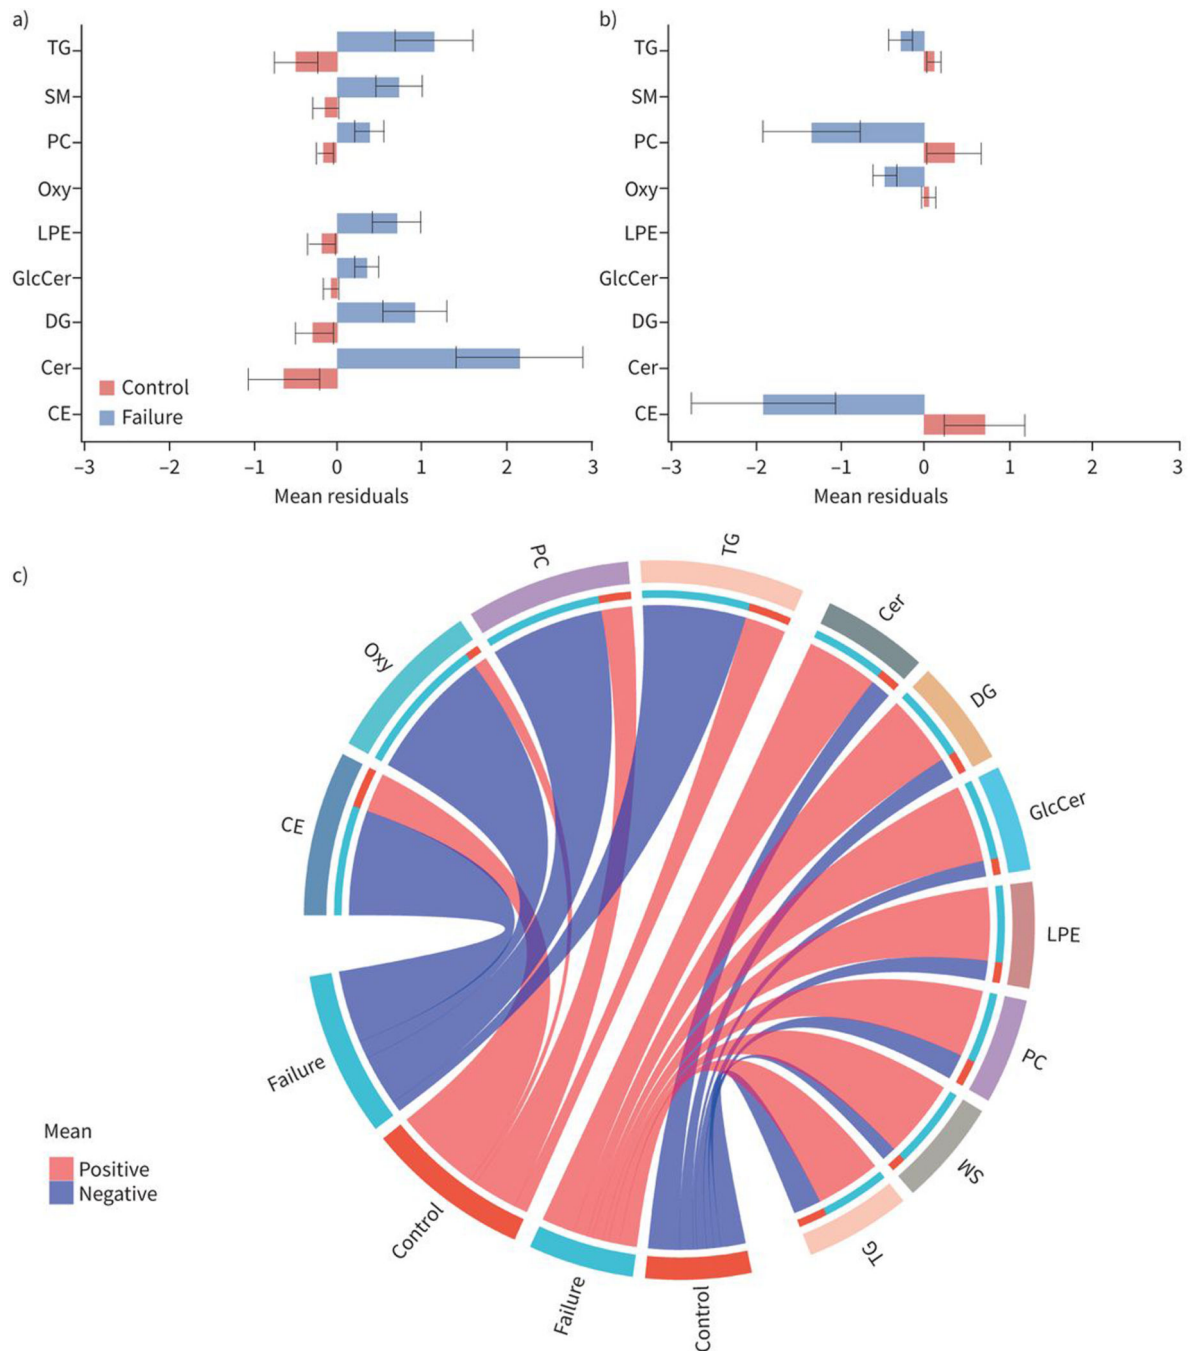 a)
TG
SM
PC
Oxy
LPE
GlcCer
DG
Cer
CE
Control
Failure
–3 –2 –1 0 1 2 3
Mean residuals
b)
TG
SM
PC
Oxy
LPE
GlcCer
DG
Cer
CE
–3 –2 –1 0 1 2 3
Mean residuals
c)
CE
Oxy
PC
TG
Cer
DG
GlcCer
LPE
PC
SM
TG
Control
Failure
Control
Failure
Mean
Positive
Negative